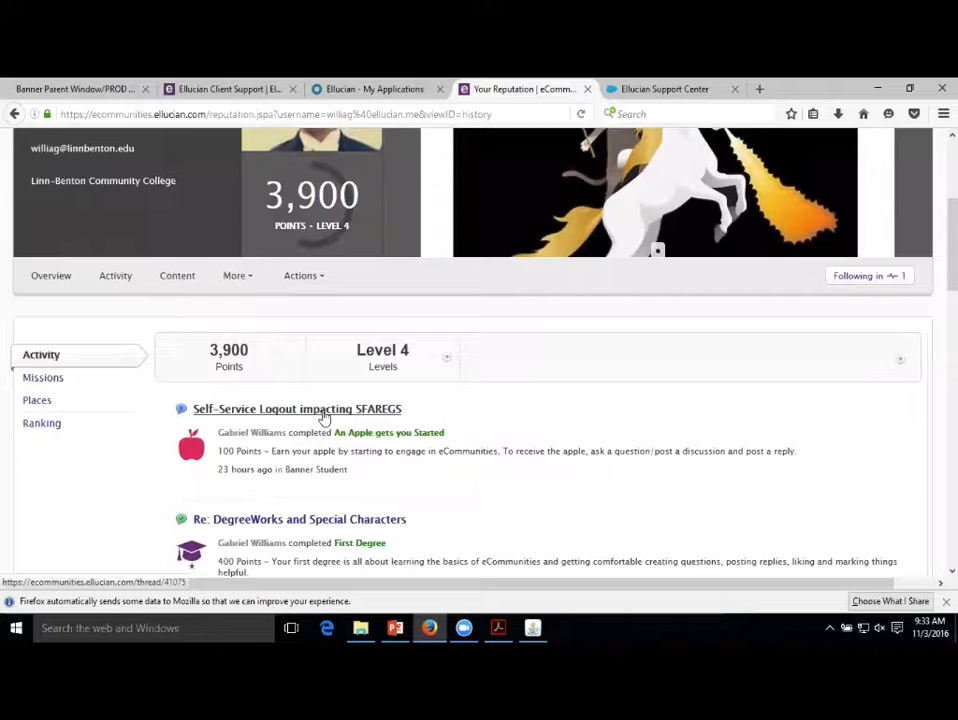 Banner Parent Window/PROD ...
Ellucian Client Support | El...
Ellucian - My Applications
Your Reputation | eComm...
Ellucian Support Center
https://ecommunities.ellucian.com/reputation.jspa?username=williag%40ellucian.me&viewID=history
Search
williag@linnbenton.edu
Linn-Benton Community College
3,900
POINTS - LEVEL 4
Overview
Activity
Content
More
Actions
Following in 1
Activity
Missions
Places
Ranking
3,900
Points
Level 4
Levels
Self-Service Logout impacting SFAREGS
Gabriel Williams completed An Apple gets you Started
100 Points - Earn your apple by starting to engage in eCommunities. To receive the apple, ask a question/post a discussion and post a reply.
23 hours ago in Banner Student
Re: DegreeWorks and Special Characters
Gabriel Williams completed First Degree
400 Points - Your first degree is all about learning the basics of eCommunities and getting comfortable creating questions, posting replies, liking and marking things
helpful.
https://ecommunities.ellucian.com/thread/41075
Firefox automatically sends some data to Mozilla so that we can improve your experience.
Choose What I Share
Search the web and Windows
9:33 AM
11/3/2016